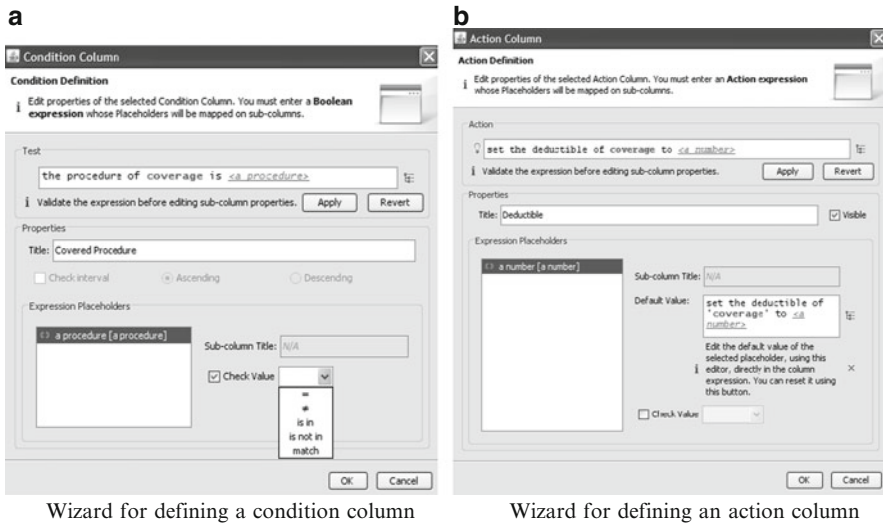 a
Condition Column
Condition Definition
i Edit properties of the selected Condition Column. You must enter a Boolean
expression whose Placeholders will be mapped on sub-columns.
Test
the procedure of coverage is <a procedure>
i Validate the expression before editing sub-column properties. Apply Revert
Properties
Title: Covered Procedure
Check interval Ascending Descending
Expression Placeholders
a procedure [a procedure]
Sub-column Title: N/A
Check Value
=
≠
is in
is not in
match
OK Cancel
Wizard for defining a condition column
b
Action Column
Action Definition
i Edit properties of the selected Action Column. You must enter an Action expression
whose Placeholders will be mapped on sub-columns.
Action
set the deductible of coverage to <a number>
i Validate the expression before editing sub-column properties. Apply Revert
Properties
Title: Deductible Visible
Expression Placeholders
a number [a number]
Sub-column Title: N/A
Default Value: set the deductible of
'coverage' to <a
number>
Edit the default value of the
selected placeholder, using this
i editor, directly in the column
expression. You can reset it using
this button.
Check Value
OK Cancel
Wizard for defining an action column